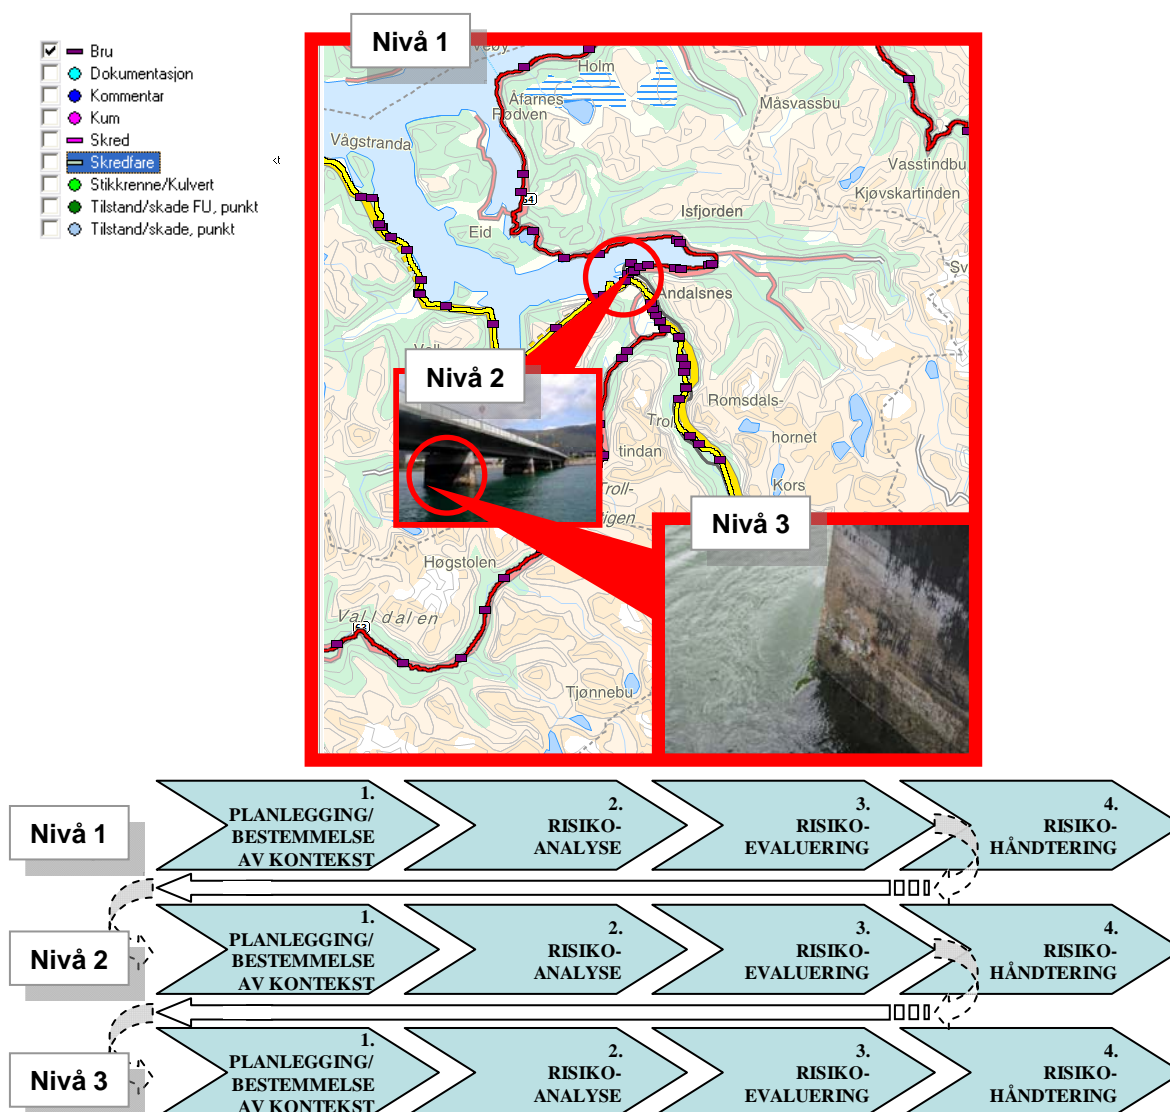 Bru
Dokumentasjon
Kommentar
Kum
Skred
Skredfare
Stikkrenne/Kulvert
Tilstand/skade FU, punkt
Tilstand/skade, punkt
Nivå 1
Holm
Åfarnes
Rødven
Måsvassbu
Vågstranda
Vasstindbu
Kjøvskartinden
64
Isfjorden
Eid
Åndalsnes
Nivå 2
Romsdals-
hornet
tindan
Kors
Nivå 3
Høgstolen
Valldalen
63
Tjønnebu
Nivå 1
1.
PLANLEGGING/
BESTEMMELSE
AV KONTEKST
2.
RISIKO-
ANALYSE
3.
RISIKO-
EVALUERING
4.
RISIKO-
HÅNDTERING
Nivå 2
1.
PLANLEGGING/
BESTEMMELSE
AV KONTEKST
2.
RISIKO-
ANALYSE
3.
RISIKO-
EVALUERING
4.
RISIKO-
HÅNDTERING
Nivå 3
1.
PLANLEGGING/
BESTEMMELSE
AV KONTEKST
2.
RISIKO-
ANALYSE
3.
RISIKO-
EVALUERING
4.
RISIKO-
HÅNDTERING